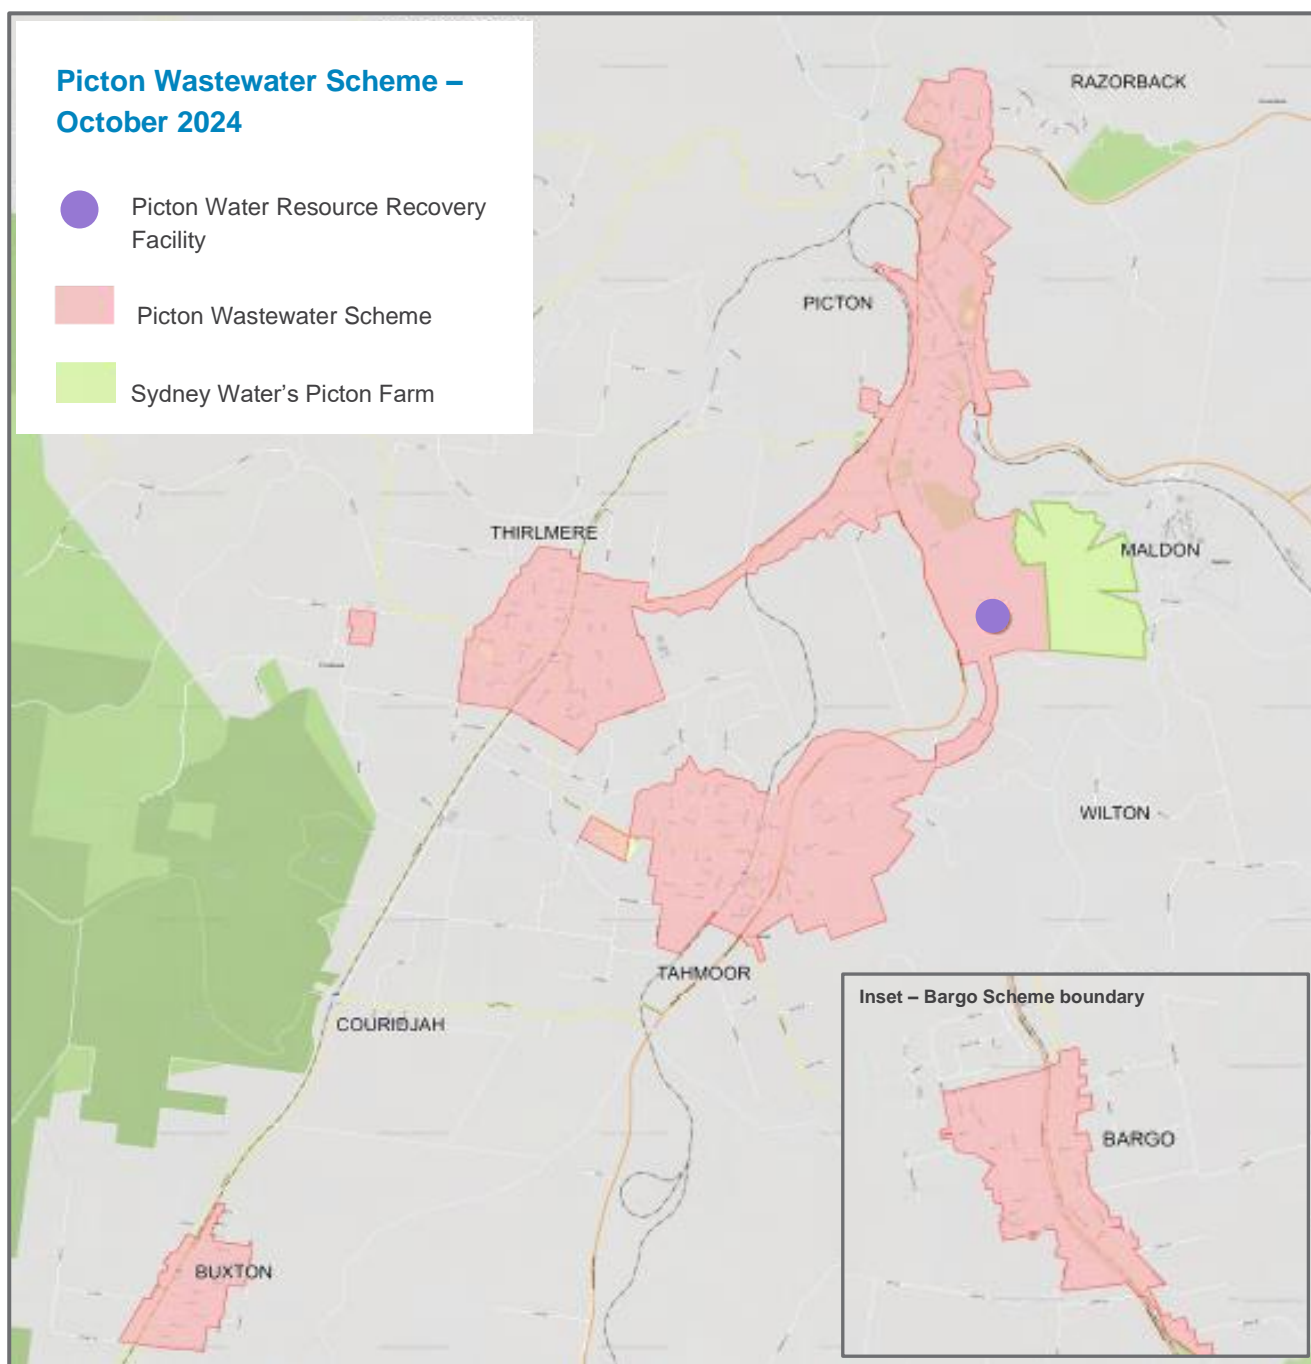 Picton Wastewater Scheme –
October 2024
Picton Water Resource Recovery
Facility
Picton Wastewater Scheme
Sydney Water’s Picton Farm
RAZORBACK
PICTON
THIRLMERE
MALDON
WILTON
TAHMOOR
COURIDJAH
BUXTON
Inset – Bargo Scheme boundary
BARGO